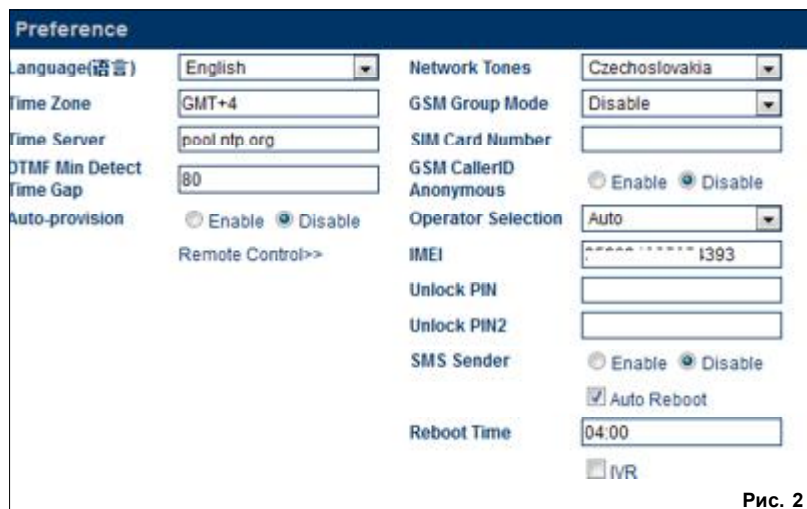 Preference
Language(语言)
English
Time Zone
GMT+4
Time Server
pool.ntp.org
DTMF Min Detect
Time Gap
80
Auto-provision
Enable Disable
Remote Control>>
Network Tones
Czechoslovakia
GSM Group Mode
Disable
SIM Card Number
GSM CallerID
Anonymous
Enable Disable
Operator Selection
Auto
IMEI
4393
Unlock PIN
Unlock PIN2
SMS Sender
Enable Disable
Auto Reboot
Reboot Time
04:00
IVR
Рис. 2